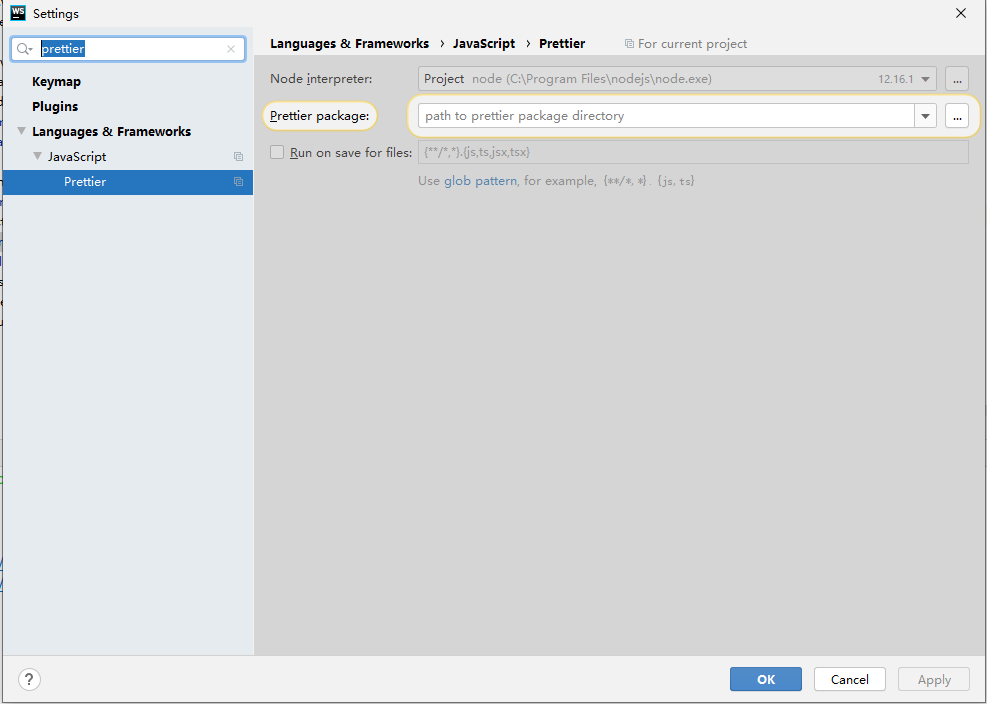 WS Settings
prettier
Languages & Frameworks › JavaScript › Prettier For current project
Keymap
Plugins
Languages & Frameworks
JavaScript
Prettier
Node interpreter: Project node (C:\Program Files\nodejs\node.exe) 12.16.1 ...
Prettier package: path to prettier package directory ...
Run on save for files: {**/*,*}.{js,ts,jsx,tsx}
Use glob pattern, for example, {**/*,*}.{js,ts}
? OK Cancel Apply